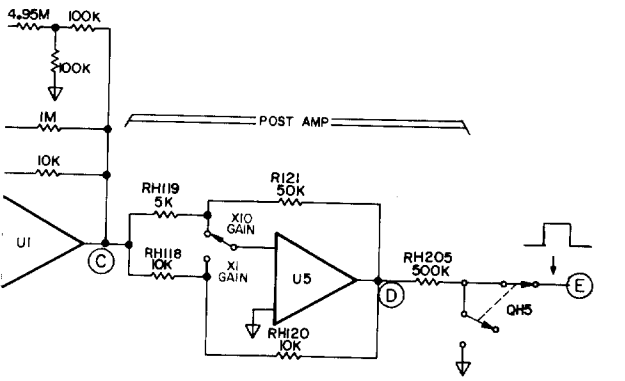 4.95M
100K
100K
1M
POST AMP
10K
RH119
5K
R121
50K
X10
GAIN
U1
C
RH118
10K
X1
GAIN
U5
RH205
500K
D
E
QH5
RH120
10K